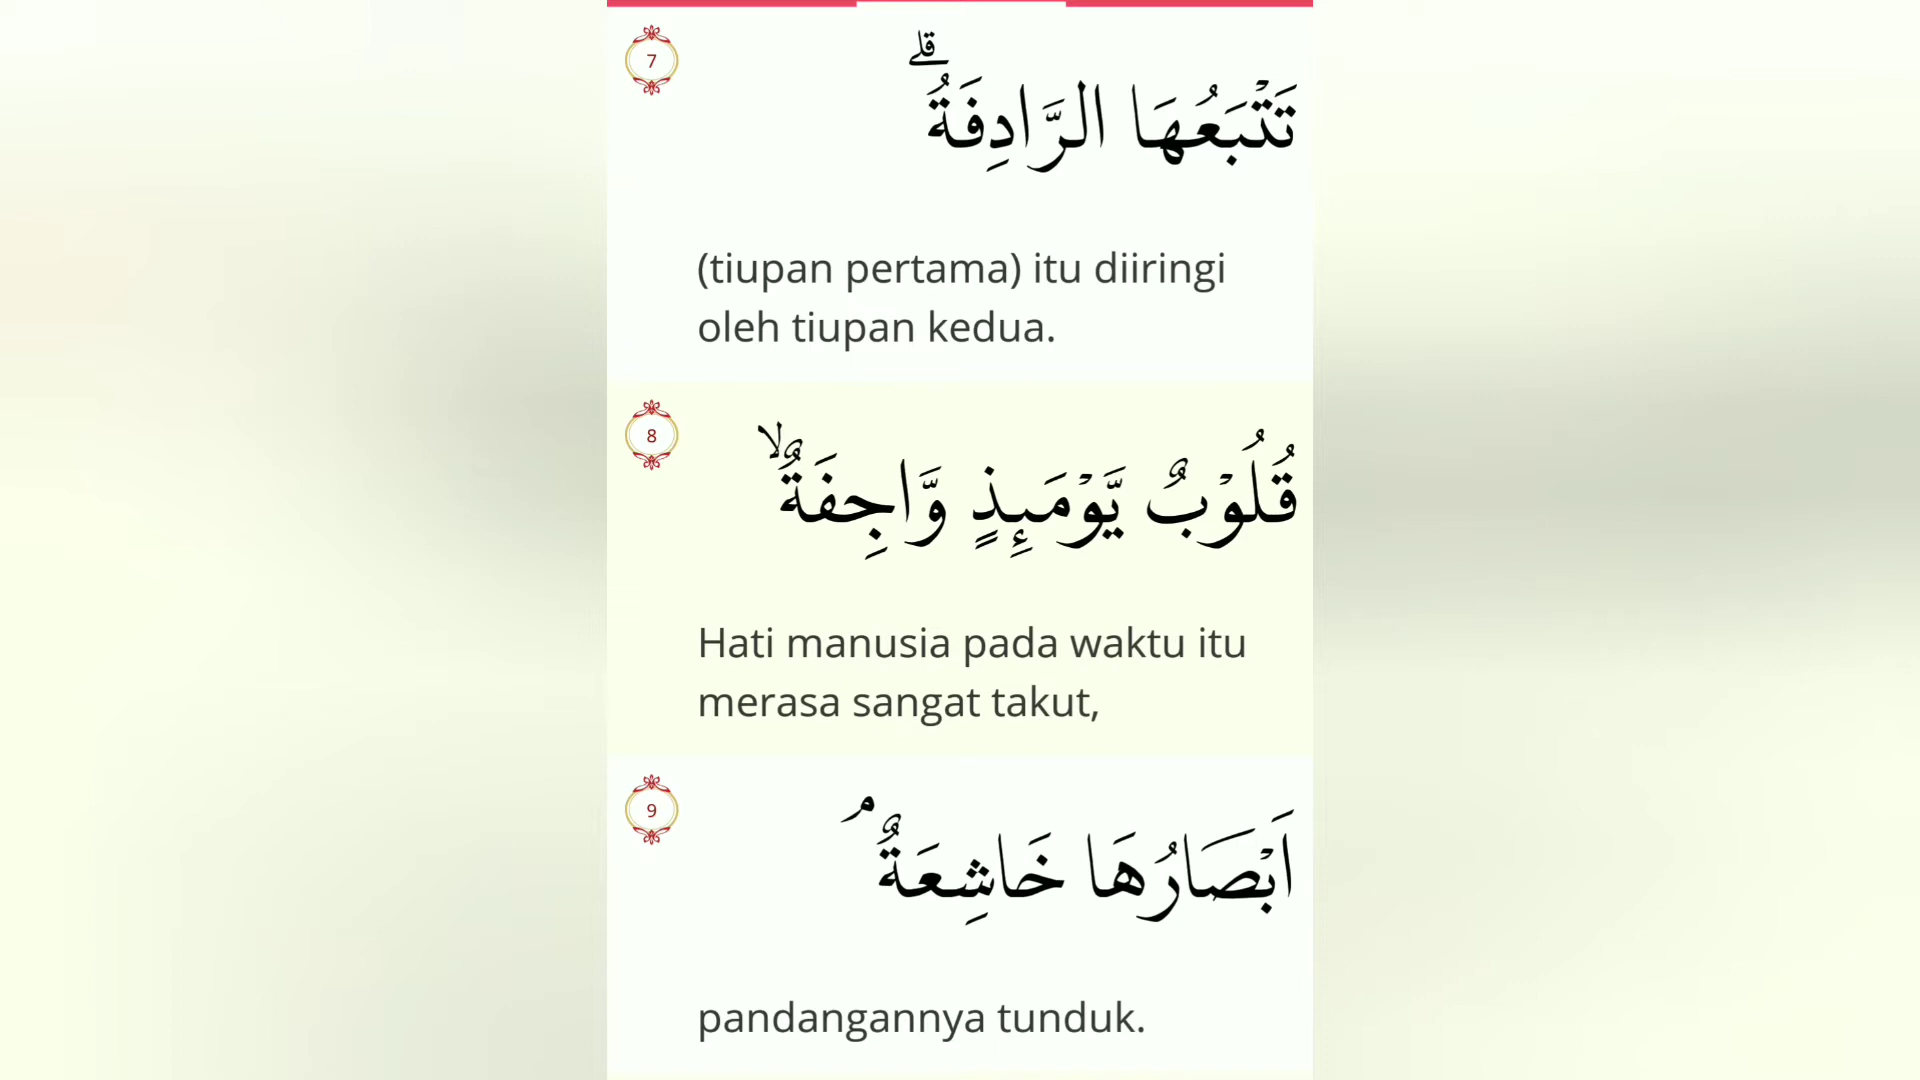 7
تَتْبَعُهَا الرَّادِفَةُ ۗ
(tiupan pertama) itu diiringi
oleh tiupan kedua.
8
قُلُوْبٌ يَّوْمَىِٕذٍ وَّاجِفَةٌۙ
Hati manusia pada waktu itu
merasa sangat takut,
9
اَبْصَارُهَا خَاشِعَةٌ ۘ
pandangannya tunduk.